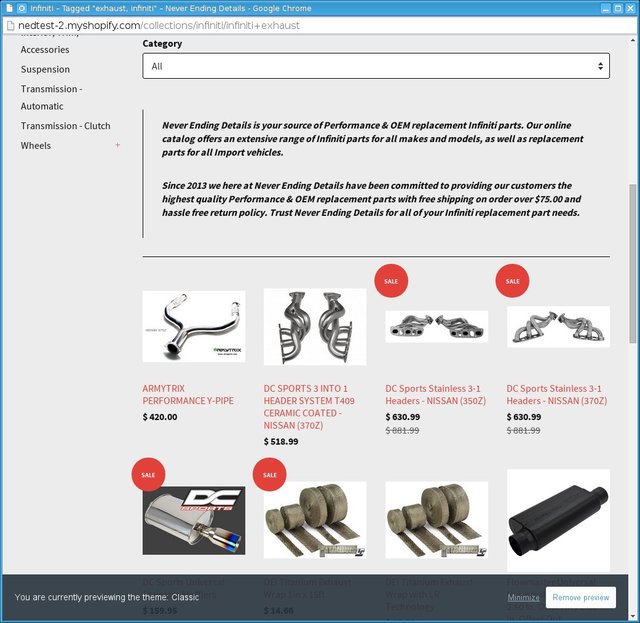 Infiniti – Tagged "exhaust, infiniti" – Never Ending Details - Google Chrome
nedtest-2.myshopify.com/collections/infiniti/infiniti+exhaust
Accessories
Suspension
Transmission -
Automatic
Transmission - Clutch
Wheels +
Category
All
Never Ending Details is your source of Performance & OEM replacement Infiniti parts. Our online
catalog offers an extensive range of Infiniti parts for all makes and models, as well as replacement
parts for all Import vehicles.
Since 2013 we here at Never Ending Details have been committed to providing our customers the
highest quality Performance & OEM replacement parts with free shipping on order over $75.00 and
hassle free return policy. Trust Never Ending Details for all of your Infiniti replacement part needs.
SALE
SALE
NISSAN 370Z
ARMYTRIX
ARMYTRIX
PERFORMANCE Y-PIPE
$ 420.00
DC SPORTS 3 INTO 1
HEADER SYSTEM T409
CERAMIC COATED -
NISSAN (370Z)
$ 518.99
DC Sports Stainless 3-1
Headers - NISSAN (350Z)
$ 630.99
$ 881.99
DC Sports Stainless 3-1
Headers - NISSAN (370Z)
$ 630.99
$ 881.99
SALE
SALE
DC
SPORTS
DC Sports Universal
$ 159.95
DEI Titanium Exhaust
Wrap 1in x 15ft
$ 14.66
DEI Titanium Exhaust
Wrap with LR
Technology
Flowmaster Universal
You are currently previewing the theme: Classic
Minimize
Remove preview